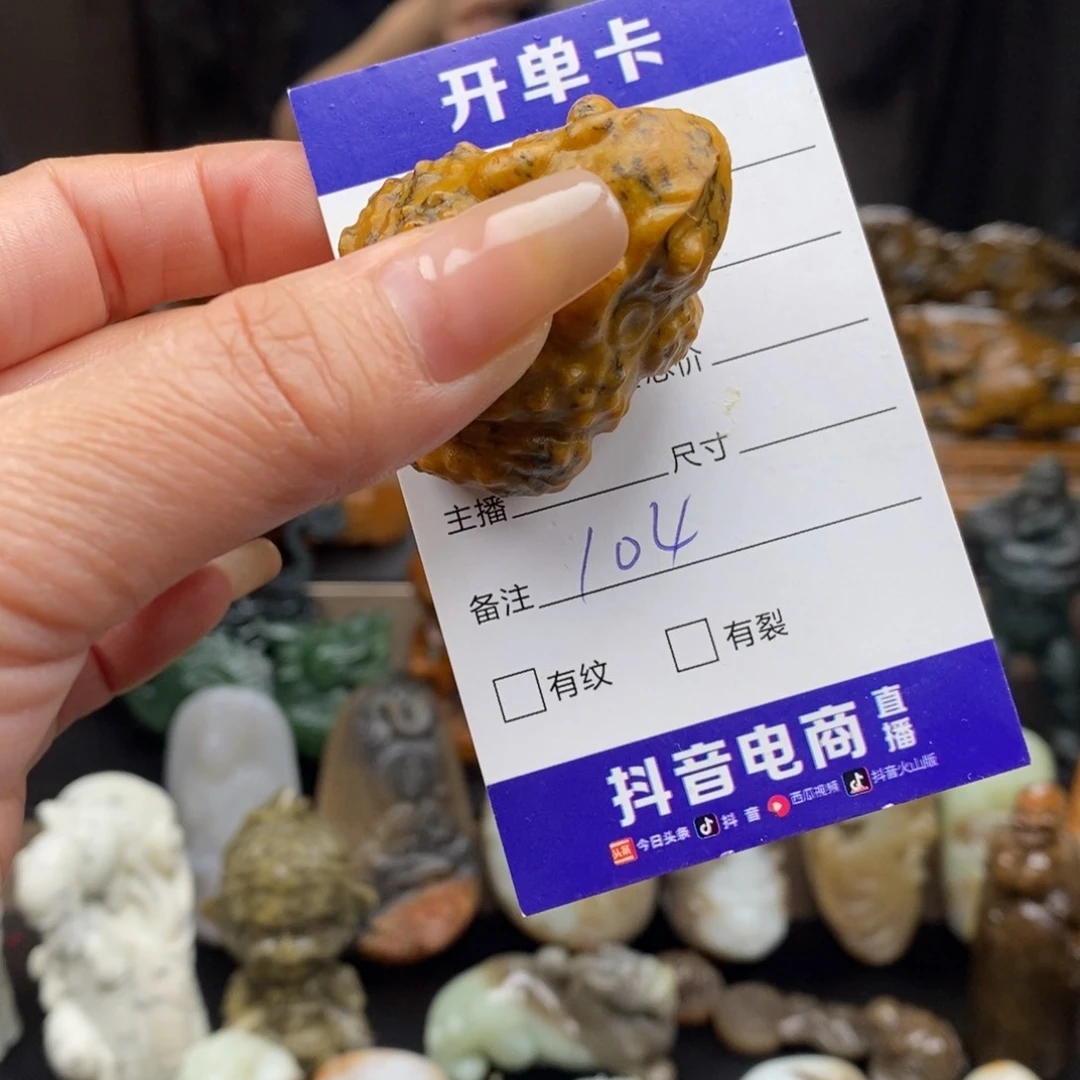 开单卡
总价
尺寸
主播
备注 104
有纹 有裂
抖音电商 直播
今日头条 抖音 西瓜视频 抖音火山版